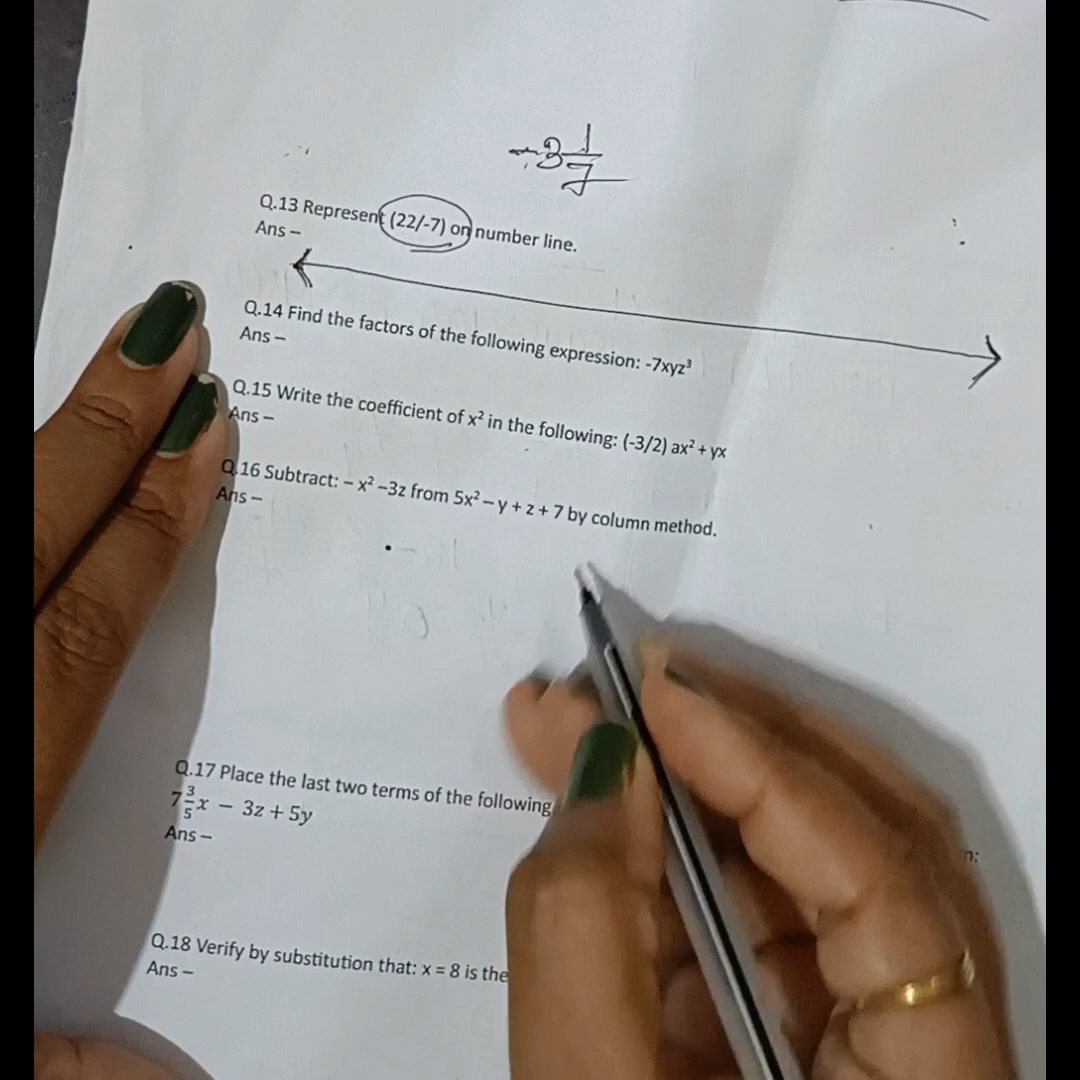 -3 1/7
Q.13 Represent (22/-7) on number line.
Ans –
Q.14 Find the factors of the following expression: -7xyz³
Ans –
Q.15 Write the coefficient of x² in the following: (-3/2) ax² + yx
Ans –
Q.16 Subtract: – x² –3z from 5x² – y + z + 7 by column method.
Ans –
Q.17 Place the last two terms of the following n:
7 3/5 x – 3z + 5y
Ans –
Q.18 Verify by substitution that: x = 8 is the
Ans –